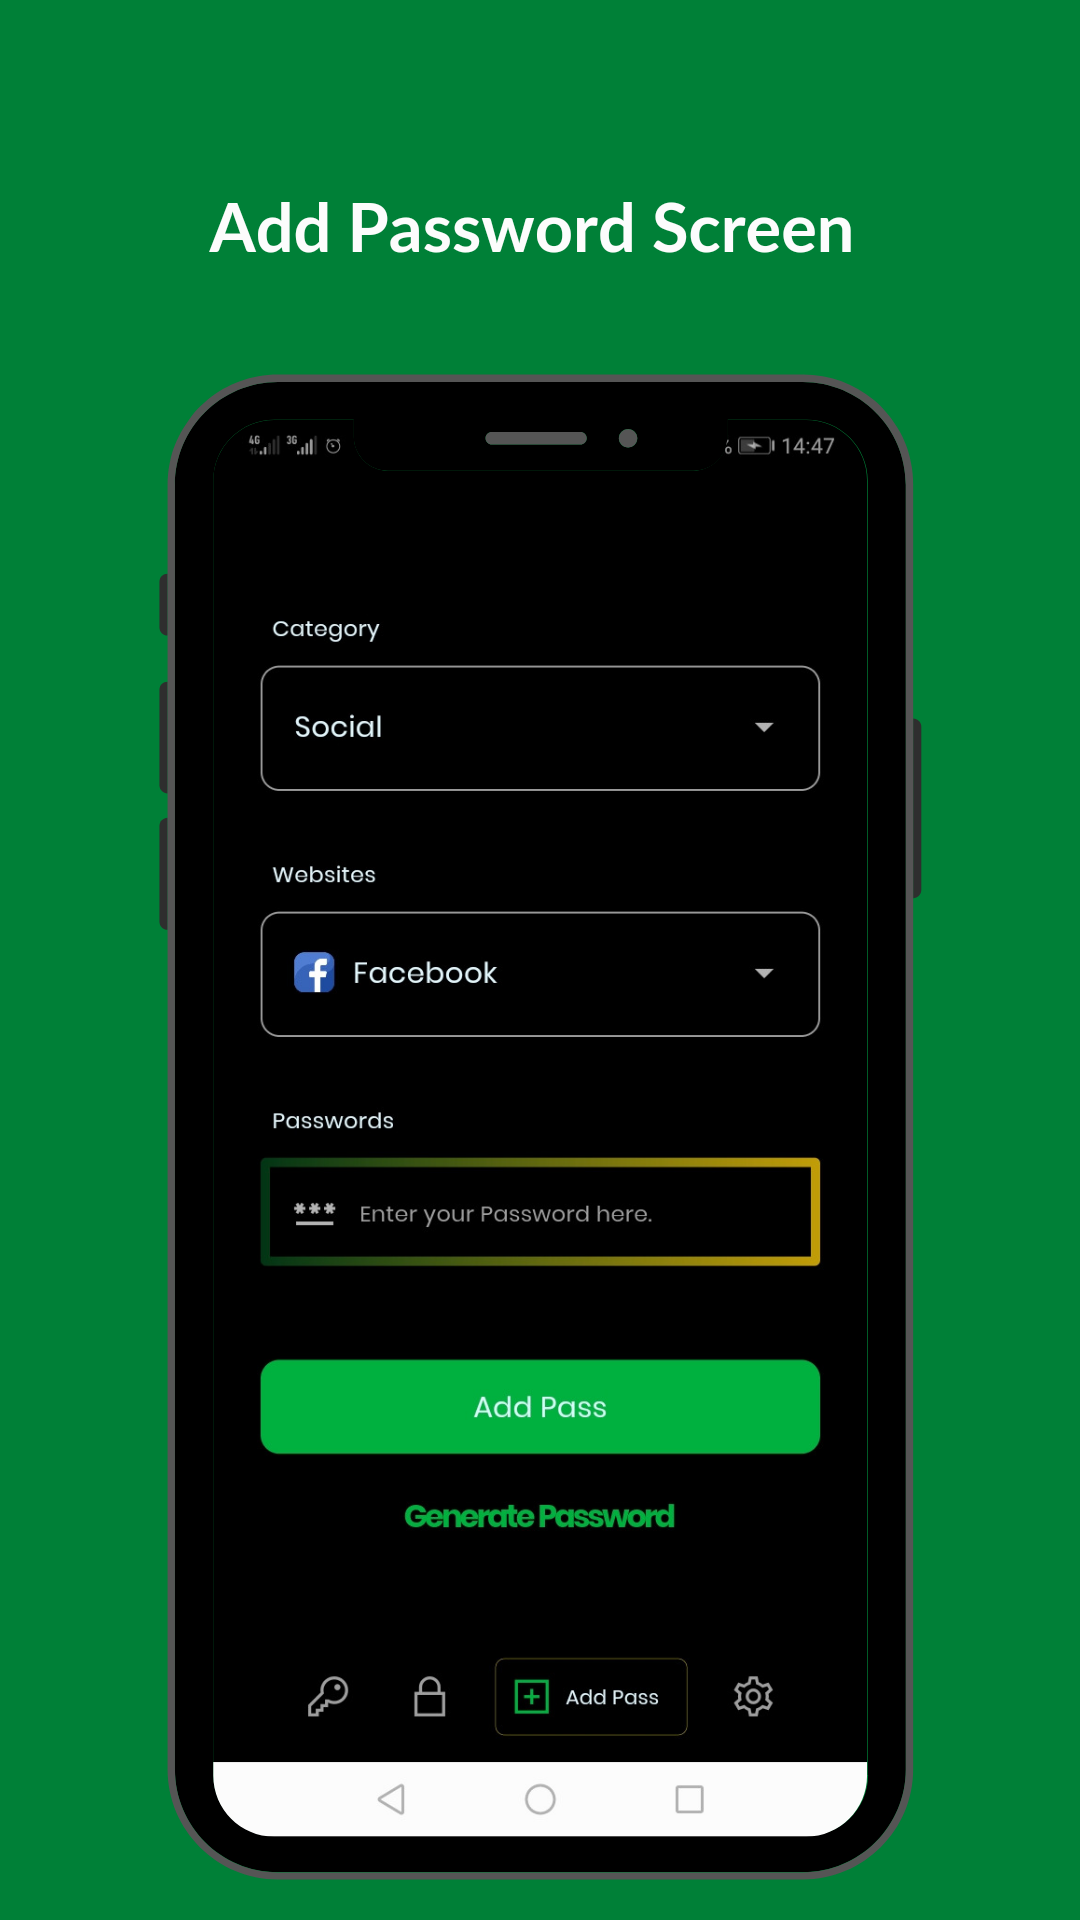 Add Password Screen
4G 3G 14:47
Category
Social
Websites
Facebook
Passwords
*** Enter your Password here.
Add Pass
Generate Password
Add Pass